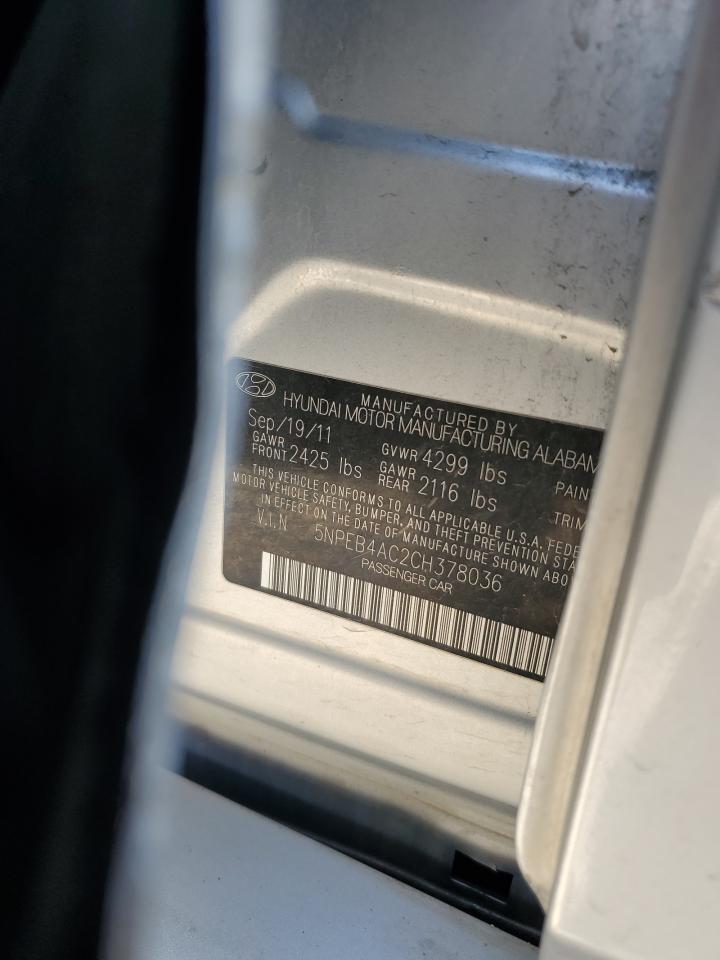 MANUFACTURED BY
HYUNDAI MOTOR MANUFACTURING ALABAM
Sep/19/11 GVWR 4299 lbs PAIN
GAWR FRONT 2425 lbs GAWR REAR 2116 lbs TRIM
THIS VEHICLE CONFORMS TO ALL APPLICABLE U.S.A. FEDE
MOTOR VEHICLE SAFETY, BUMPER, AND THEFT PREVENTION STA
IN EFFECT ON THE DATE OF MANUFACTURE SHOWN ABO
V.I.N 5NPEB4AC2CH378036
PASSENGER CAR